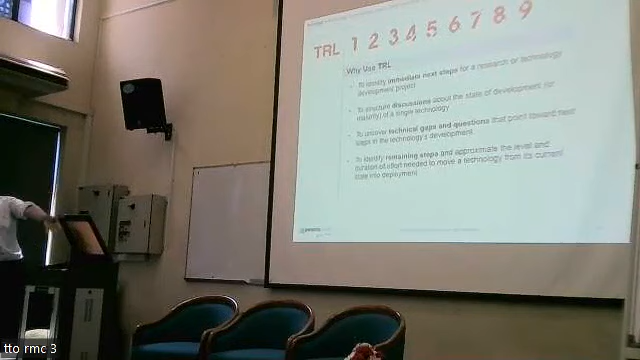 TRL 1 2 3 4 5 6 7 8 9
Why Use TRL
To identify immediate next steps for a research or technology
development project
To structure discussions about the state of development (or
maturity) of a single technology
To uncover technical gaps and questions that point toward next
steps in the technology's development
To identify remaining steps and approximate the level and
duration of effort needed to move a technology from its current
state into deployment
tto rmc 3